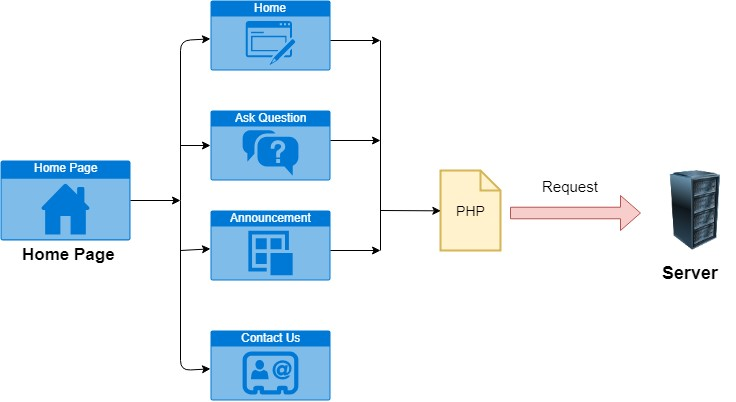 Home
Ask Question
Home Page
Home Page
Announcement
Contact Us
PHP
Request
Server